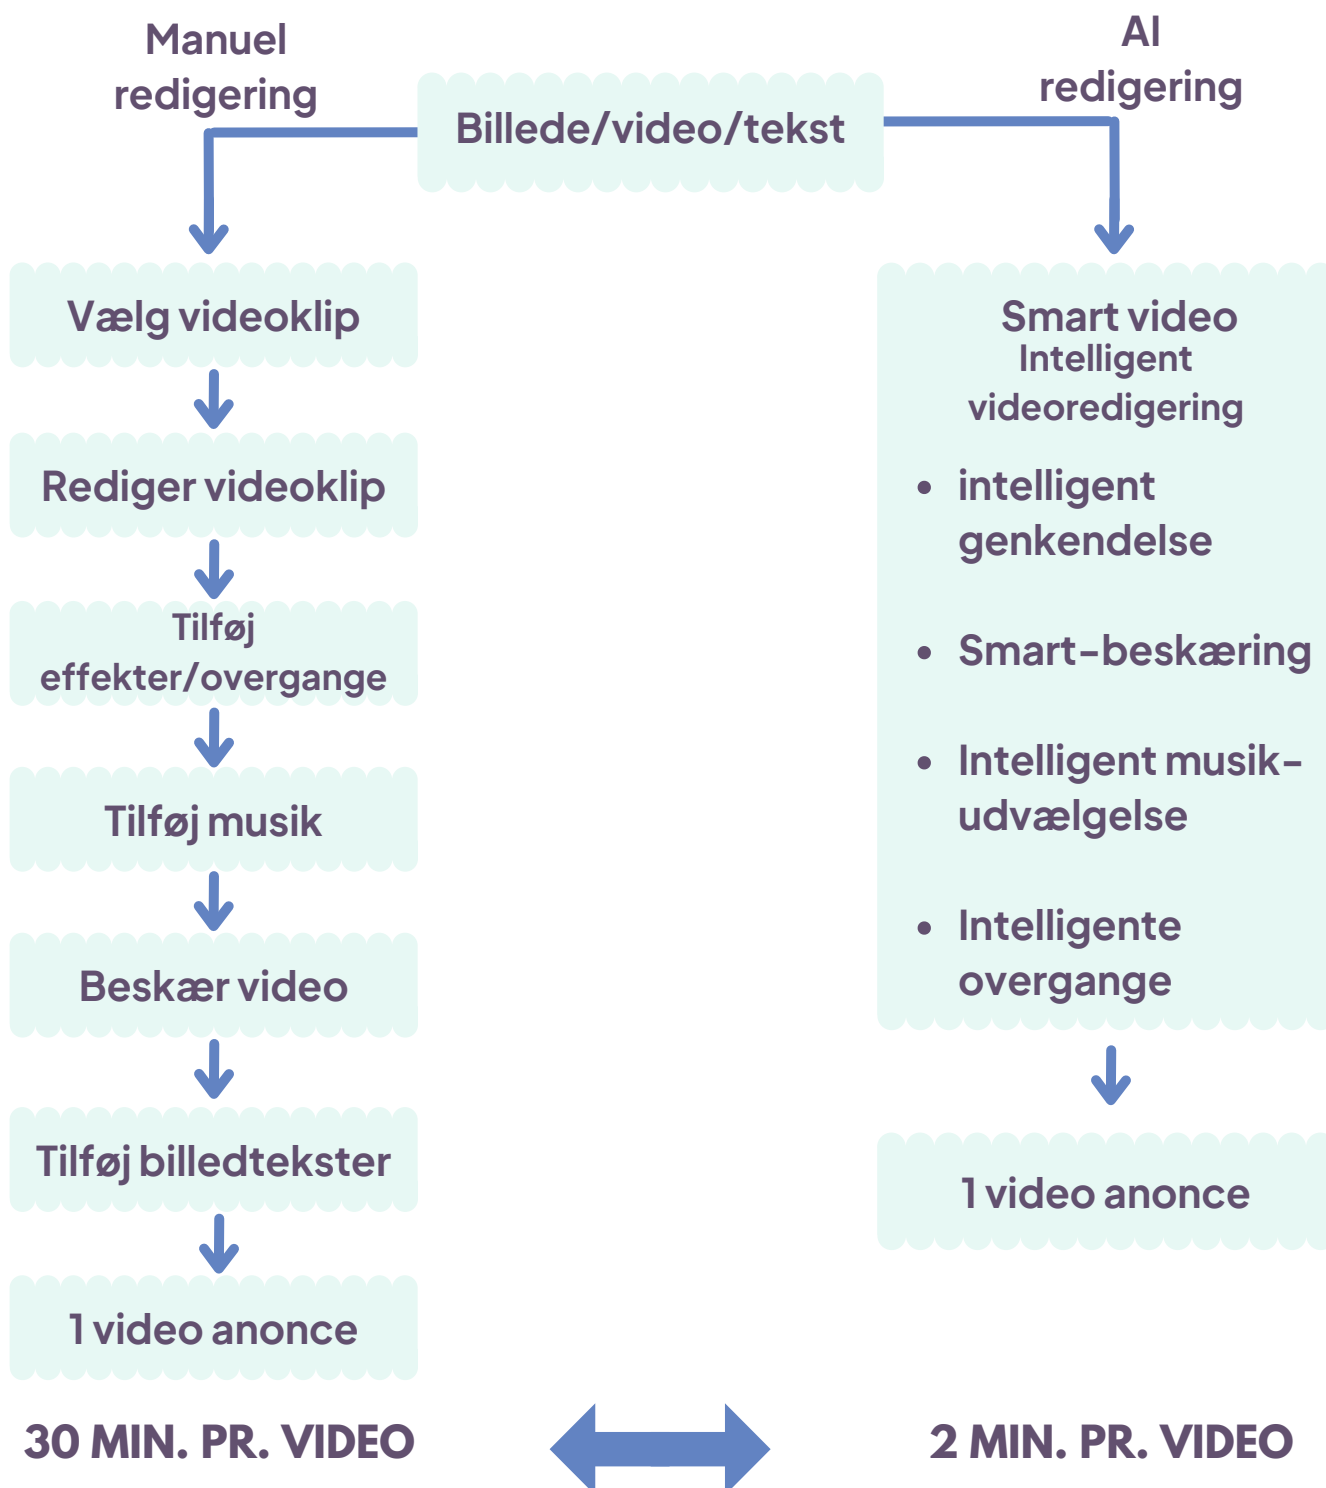 Manuel
redigering
Billede/video/tekst
AI
redigering
Vælg videoklip
Rediger videoklip
Tilføj
effekter/overgange
Tilføj musik
Beskær video
Tilføj billedtekster
1 video anonce
30 MIN. PR. VIDEO
Smart video
Intelligent
videoredigering
• intelligent
genkendelse
• Smart-beskæring
• Intelligent musik-
udvælgelse
• Intelligente
overgange
1 video anonce
2 MIN. PR. VIDEO